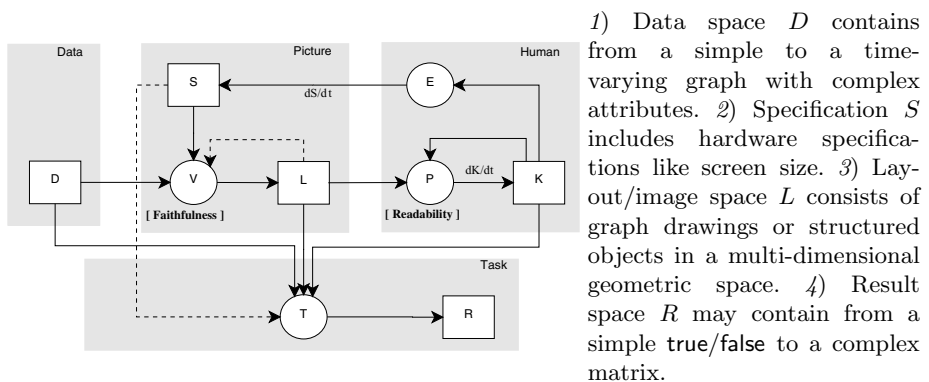 Data
Picture
Human
S
E
dS/dt
D
V
L
P
dK/dt
K
[ Faithfulness ]
[ Readability ]
Task
T
R
1) Data space D contains
from a simple to a time-
varying graph with complex
attributes. 2) Specification S
includes hardware specifica-
tions like screen size. 3) Lay-
out/image space L consists of
graph drawings or structured
objects in a multi-dimensional
geometric space. 4) Result
space R may contain from a
simple true/false to a complex
matrix.